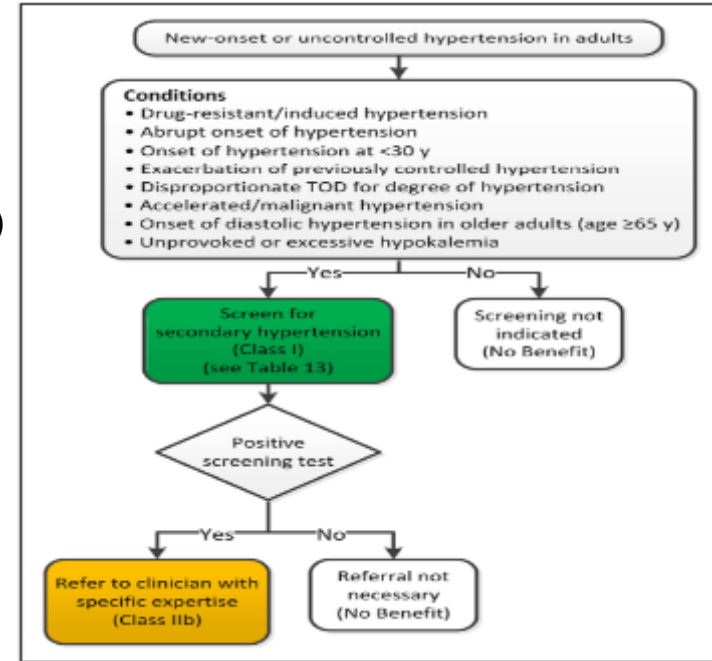 New-onset or uncontrolled hypertension in adults
Conditions
• Drug-resistant/induced hypertension
• Abrupt onset of hypertension
• Onset of hypertension at <30 y
• Exacerbation of previously controlled hypertension
• Disproportionate TOD for degree of hypertension
• Accelerated/malignant hypertension
)
• Onset of diastolic hypertension in older adults (age ≥65 y)
• Unprovoked or excessive hypokalemia
Yes No
Screen for
secondary hypertension
(Class I)
(see Table 13)
Screening not
indicated
(No Benefit)
Positive
screening test
Yes No
Refer to clinician with
specific expertise
(Class IIb)
Referral not
necessary
(No Benefit)